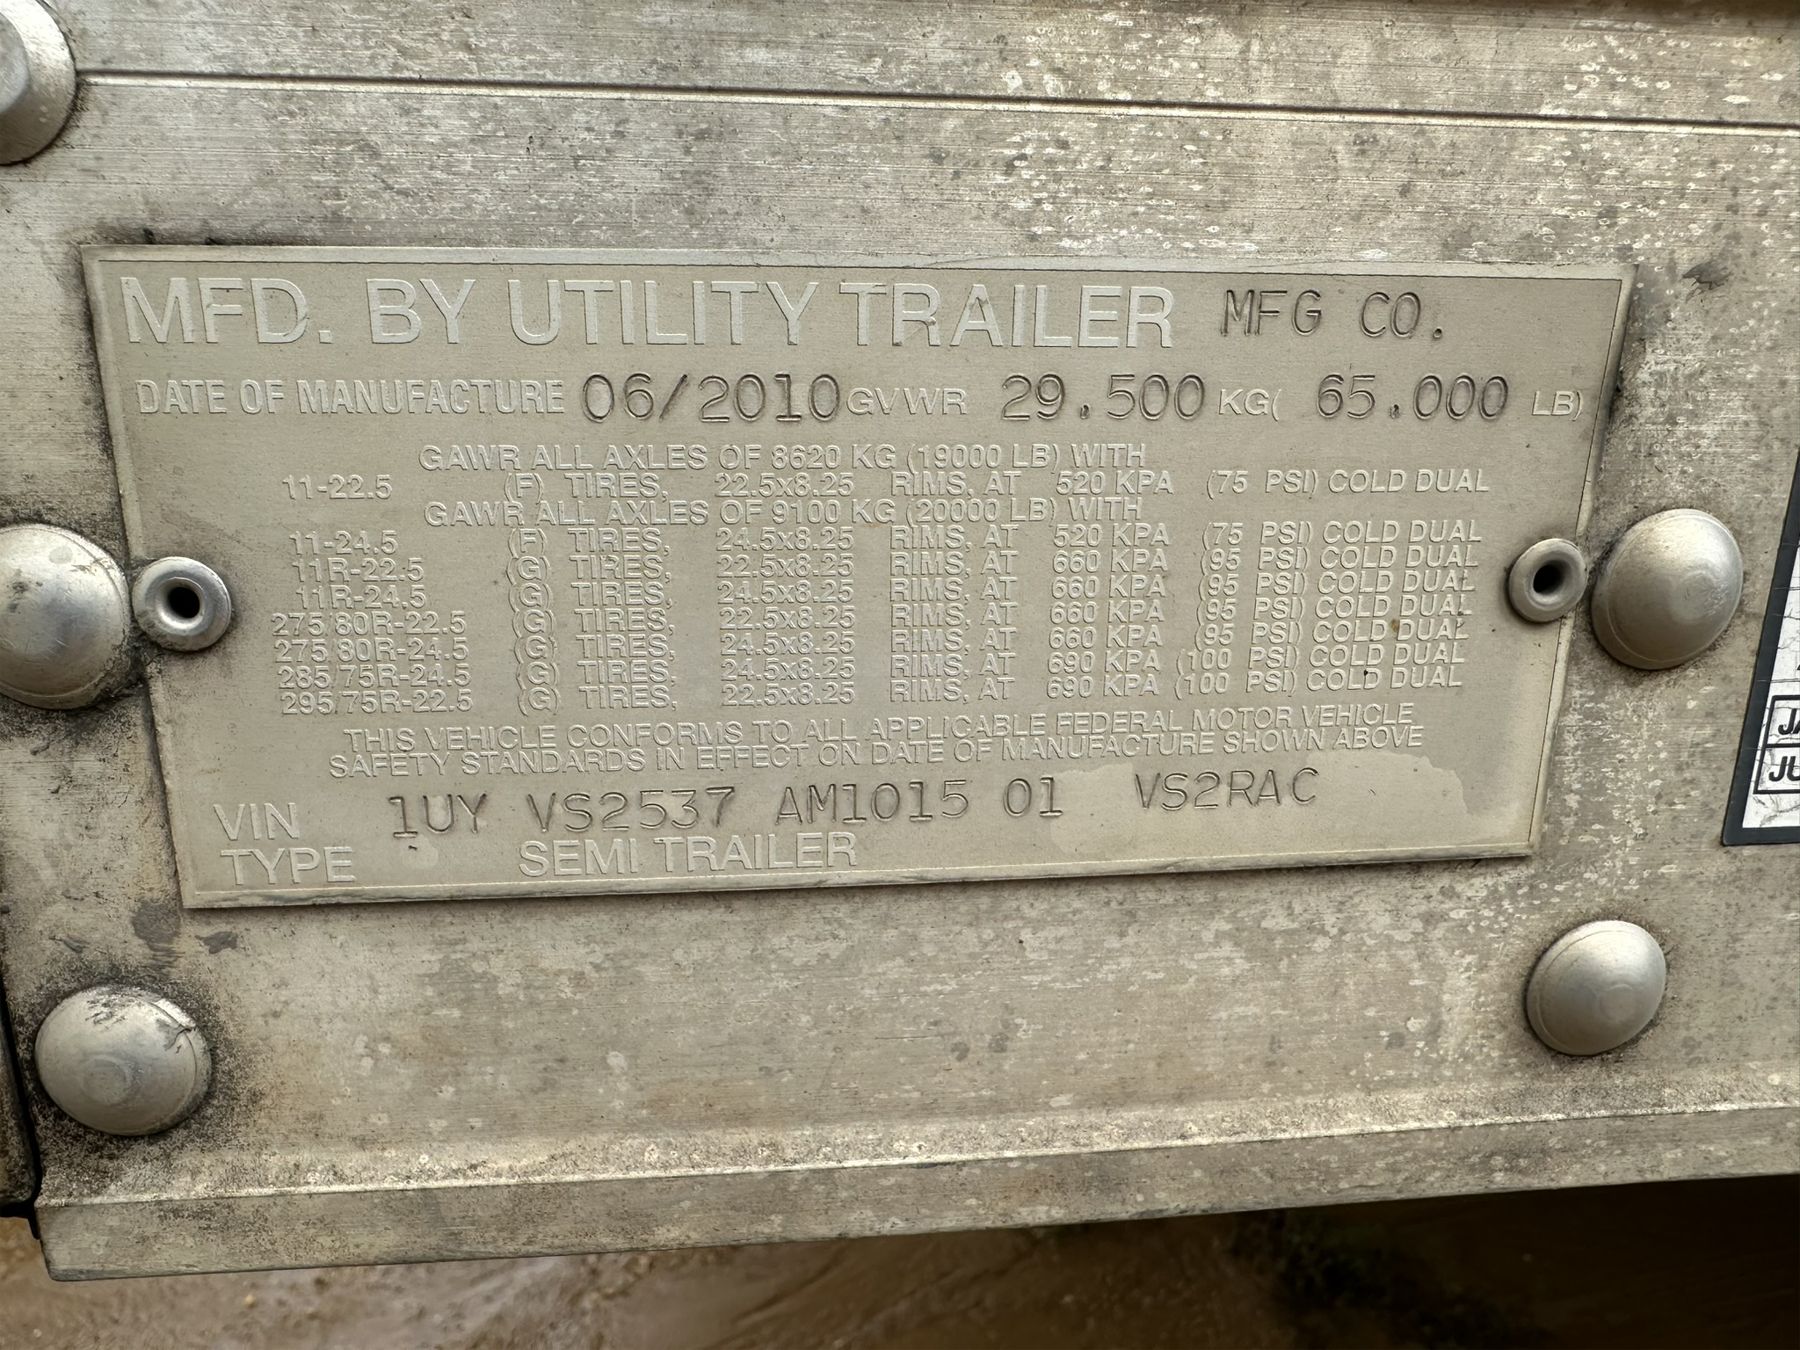 MFD. BY UTILITY TRAILER MFG CO.
DATE OF MANUFACTURE 06/2010 GVWR 29.500 KG( 65.000 LB)
GAWR ALL AXLES OF 8620 KG (19000 LB) WITH
11-22.5 (F) TIRES, 22.5x8.25 RIMS, AT 520 KPA (75 PSI) COLD DUAL
GAWR ALL AXLES OF 9100 KG (20000 LB) WITH
11-24.5 (F) TIRES, 24.5x8.25 RIMS, AT 520 KPA (75 PSI) COLD DUAL
11R-22.5 (G) TIRES, 22.5x8.25 RIMS, AT 660 KPA (95 PSI) COLD DUAL
11R-24.5 (G) TIRES, 24.5x8.25 RIMS, AT 660 KPA (95 PSI) COLD DUAL
275/80R-22.5 (G) TIRES, 22.5x8.25 RIMS, AT 660 KPA (95 PSI) COLD DUAL
275/80R-24.5 (G) TIRES, 24.5x8.25 RIMS, AT 660 KPA (95 PSI) COLD DUAL
285/75R-24.5 (G) TIRES, 24.5x8.25 RIMS, AT 690 KPA (100 PSI) COLD DUAL
295/75R-22.5 (G) TIRES, 22.5x8.25 RIMS, AT 690 KPA (100 PSI) COLD DUAL
THIS VEHICLE CONFORMS TO ALL APPLICABLE FEDERAL MOTOR VEHICLE
SAFETY STANDARDS IN EFFECT ON DATE OF MANUFACTURE SHOWN ABOVE
VIN 1UY VS2537 AM1015 01 VS2RAC
TYPE SEMI TRAILER
JA
JU